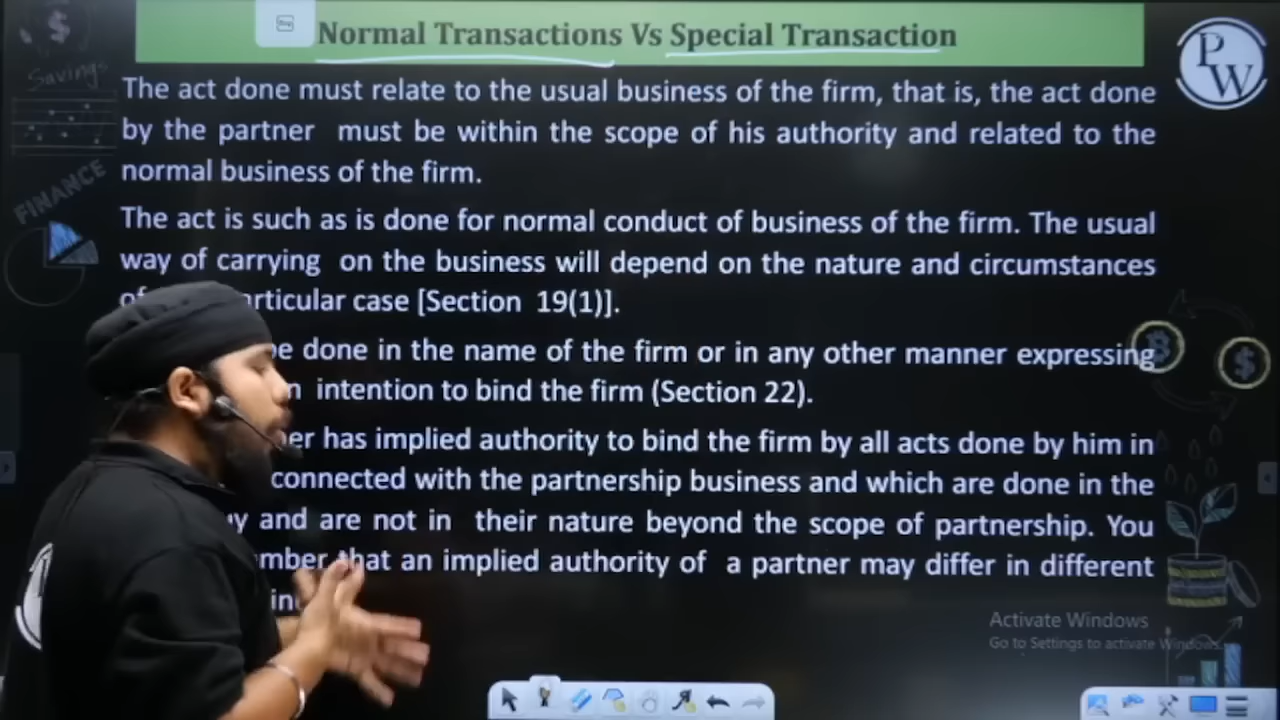 Normal Transactions Vs Special Transaction
P
W
Savings
FINANCE
The act done must relate to the usual business of the firm, that is, the act done
by the partner must be within the scope of his authority and related to the
normal business of the firm.
The act is such as is done for normal conduct of business of the firm. The usual
way of carrying on the business will depend on the nature and circumstances
case [Section 19(1)].
be done in the name of the firm or in any other manner expressing
intention to bind the firm (Section 22).
has implied authority to bind the firm by all acts done by him in
connected with the partnership business and which are done in the
and are not in their nature beyond the scope of partnership. You
that an implied authority of a partner may differ in different
Activate Windows
Go to Settings to activate Windows.